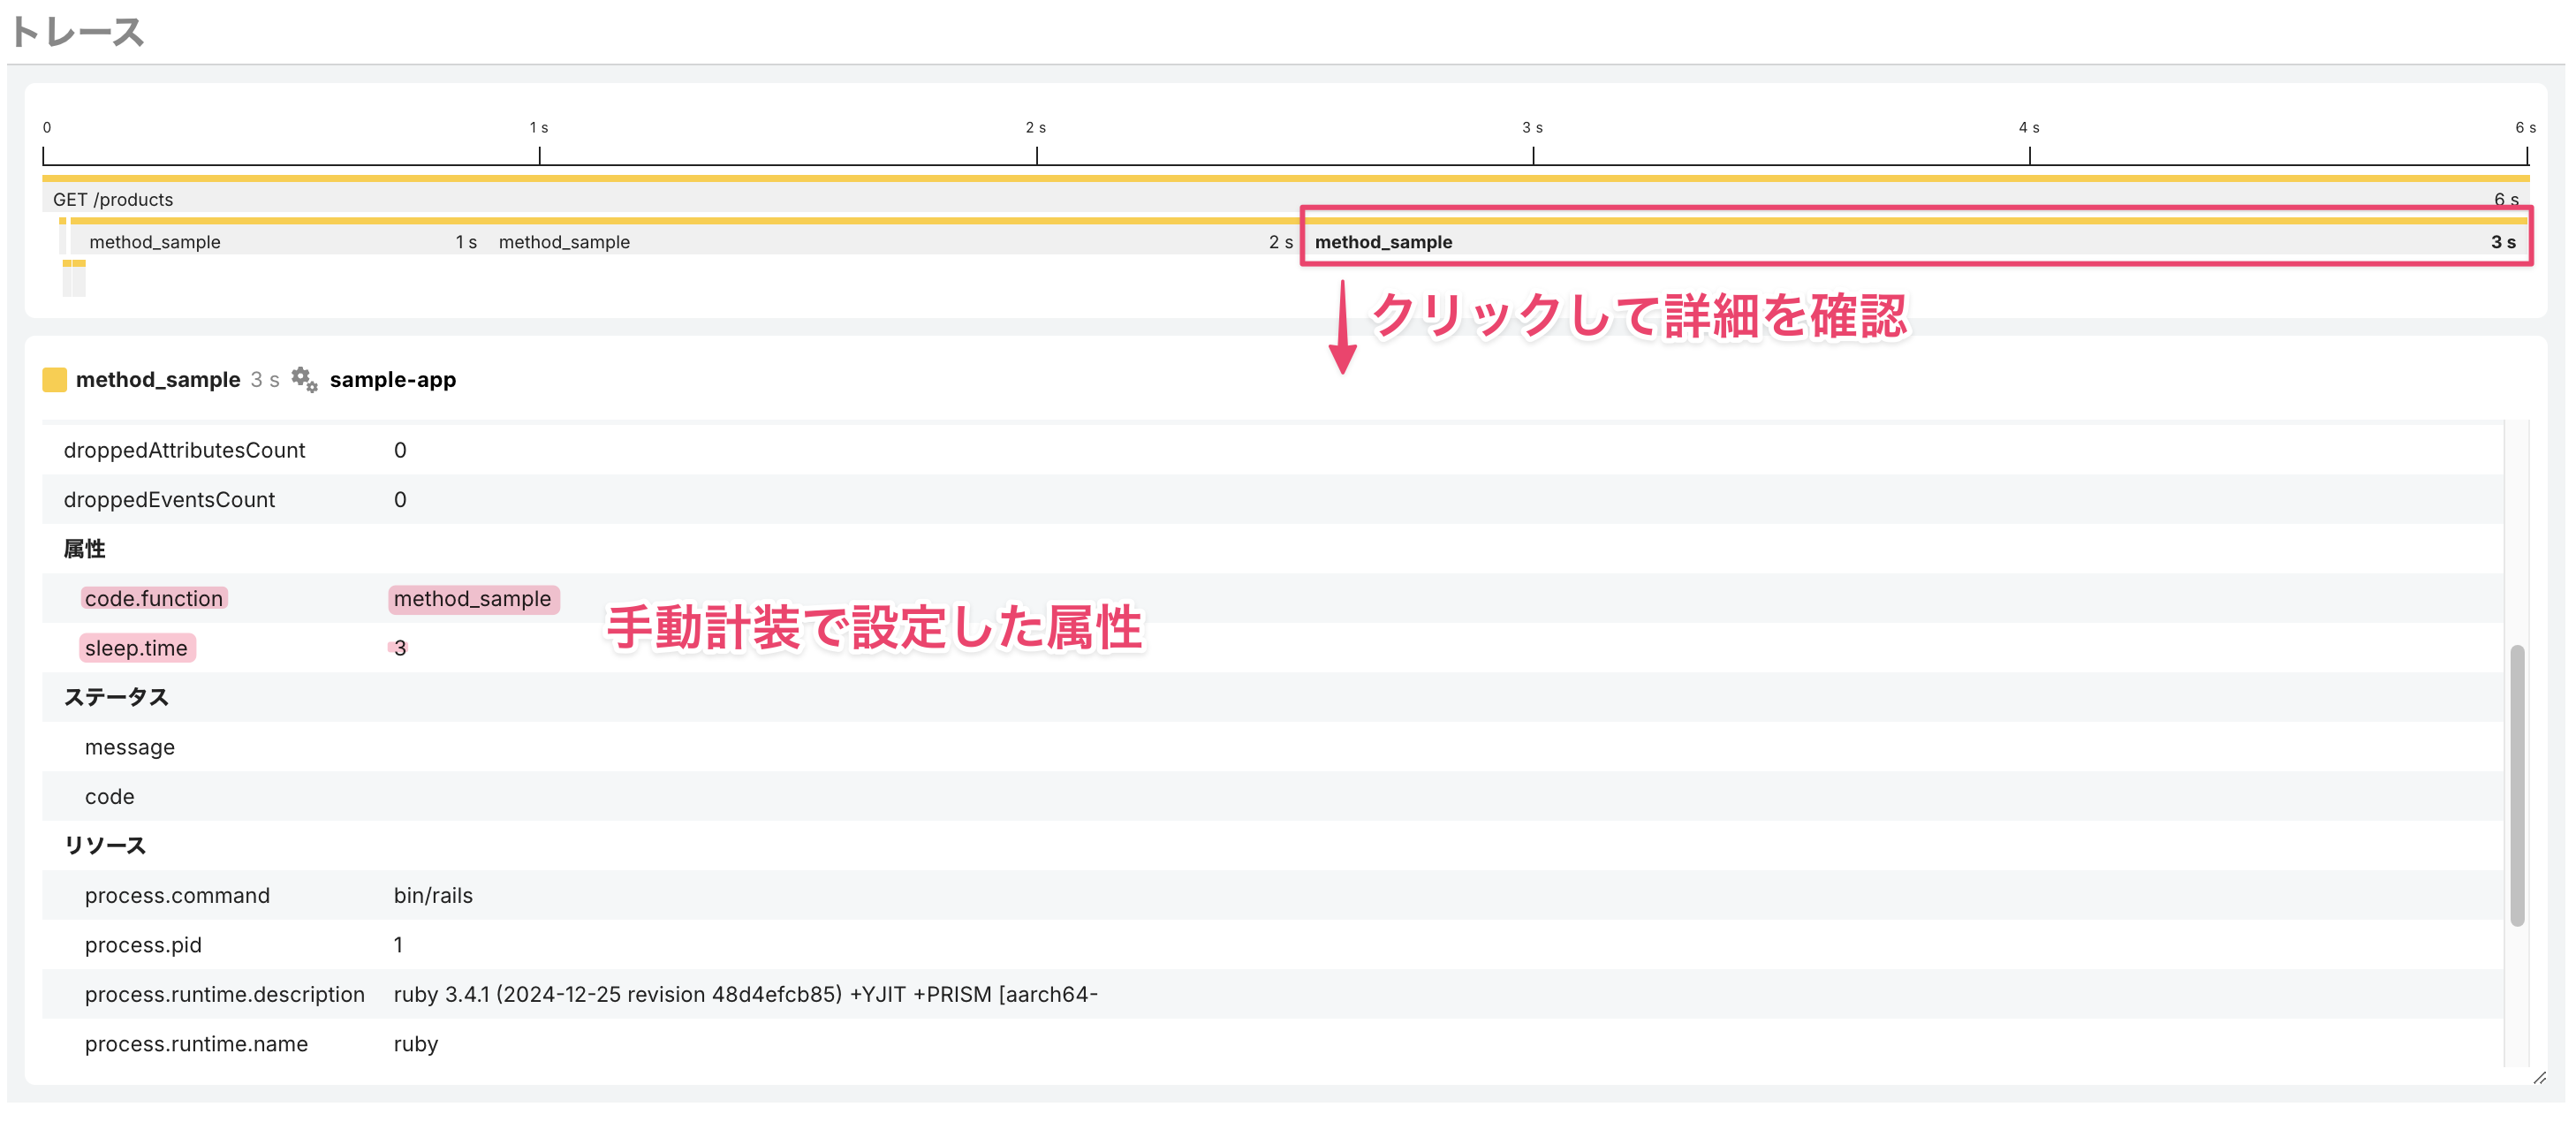 トレース
0 1 s 2 s 3 s 4 s 6 s
GET /products 6 s
method_sample 1 s method_sample 2 s method_sample 3 s
クリックして詳細を確認
method_sample 3 s sample-app
droppedAttributesCount 0
droppedEventsCount 0
属性
code.function method_sample
手動計装で設定した属性
sleep.time 3
ステータス
message
code
リソース
process.command bin/rails
process.pid 1
process.runtime.description ruby 3.4.1 (2024-12-25 revision 48d4efcb85) +YJIT +PRISM [aarch64-
process.runtime.name ruby